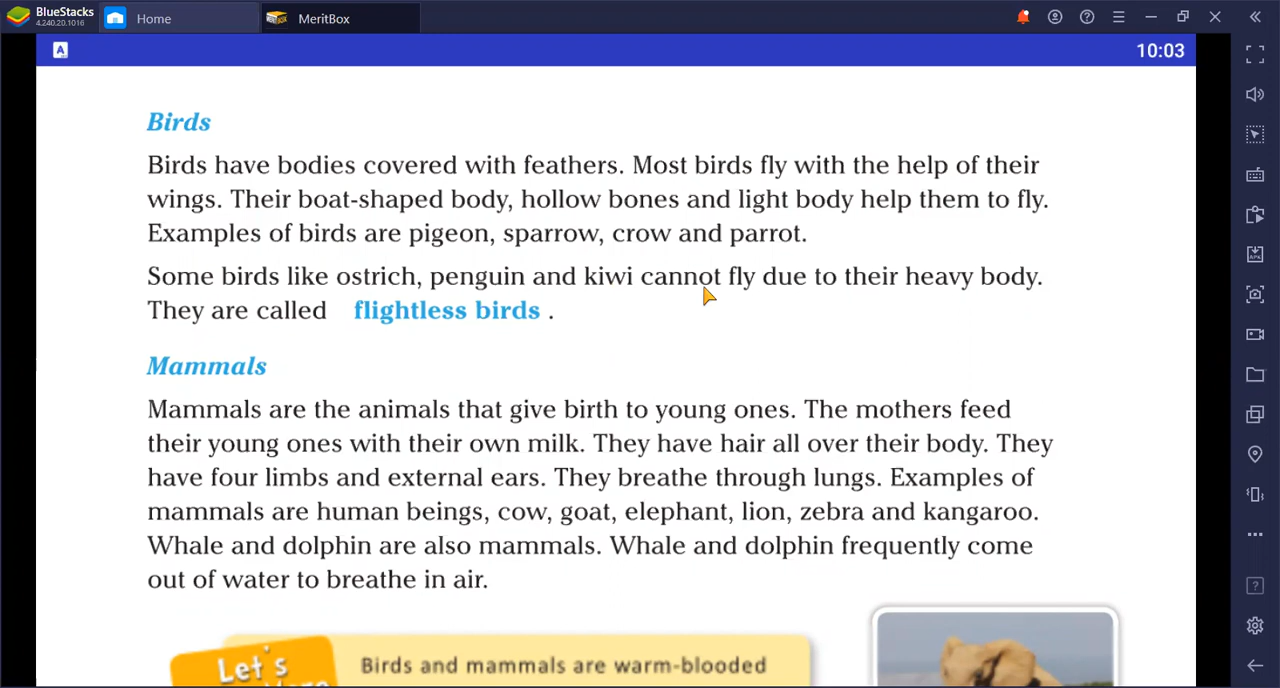 BlueStacks
4.240.20.1016
Home
MeritBox
A
10:03
Birds
Birds have bodies covered with feathers. Most birds fly with the help of their
wings. Their boat-shaped body, hollow bones and light body help them to fly.
Examples of birds are pigeon, sparrow, crow and parrot.
Some birds like ostrich, penguin and kiwi cannot fly due to their heavy body.
They are called flightless birds .
Mammals
Mammals are the animals that give birth to young ones. The mothers feed
their young ones with their own milk. They have hair all over their body. They
have four limbs and external ears. They breathe through lungs. Examples of
mammals are human beings, cow, goat, elephant, lion, zebra and kangaroo.
Whale and dolphin are also mammals. Whale and dolphin frequently come
out of water to breathe in air.
Let's
Birds and mammals are warm-blooded